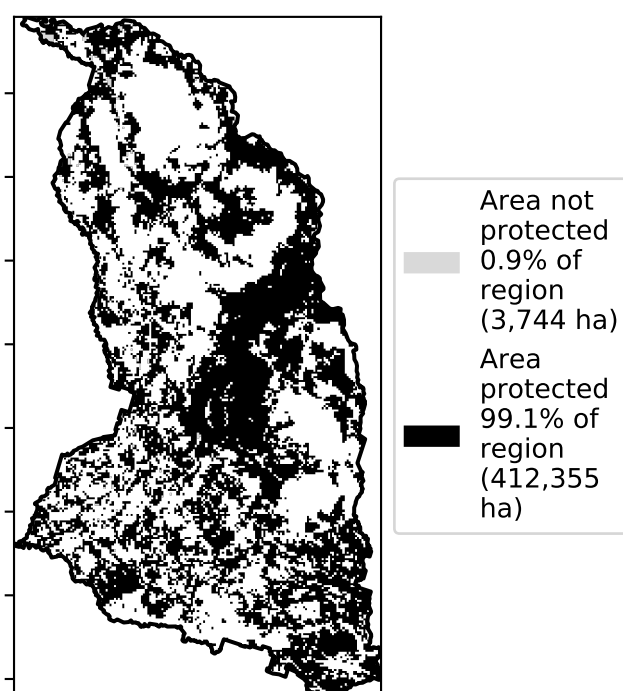 Area not
protected
0.9% of
region
(3,744 ha)
Area
protected
99.1% of
region
(412,355
ha)